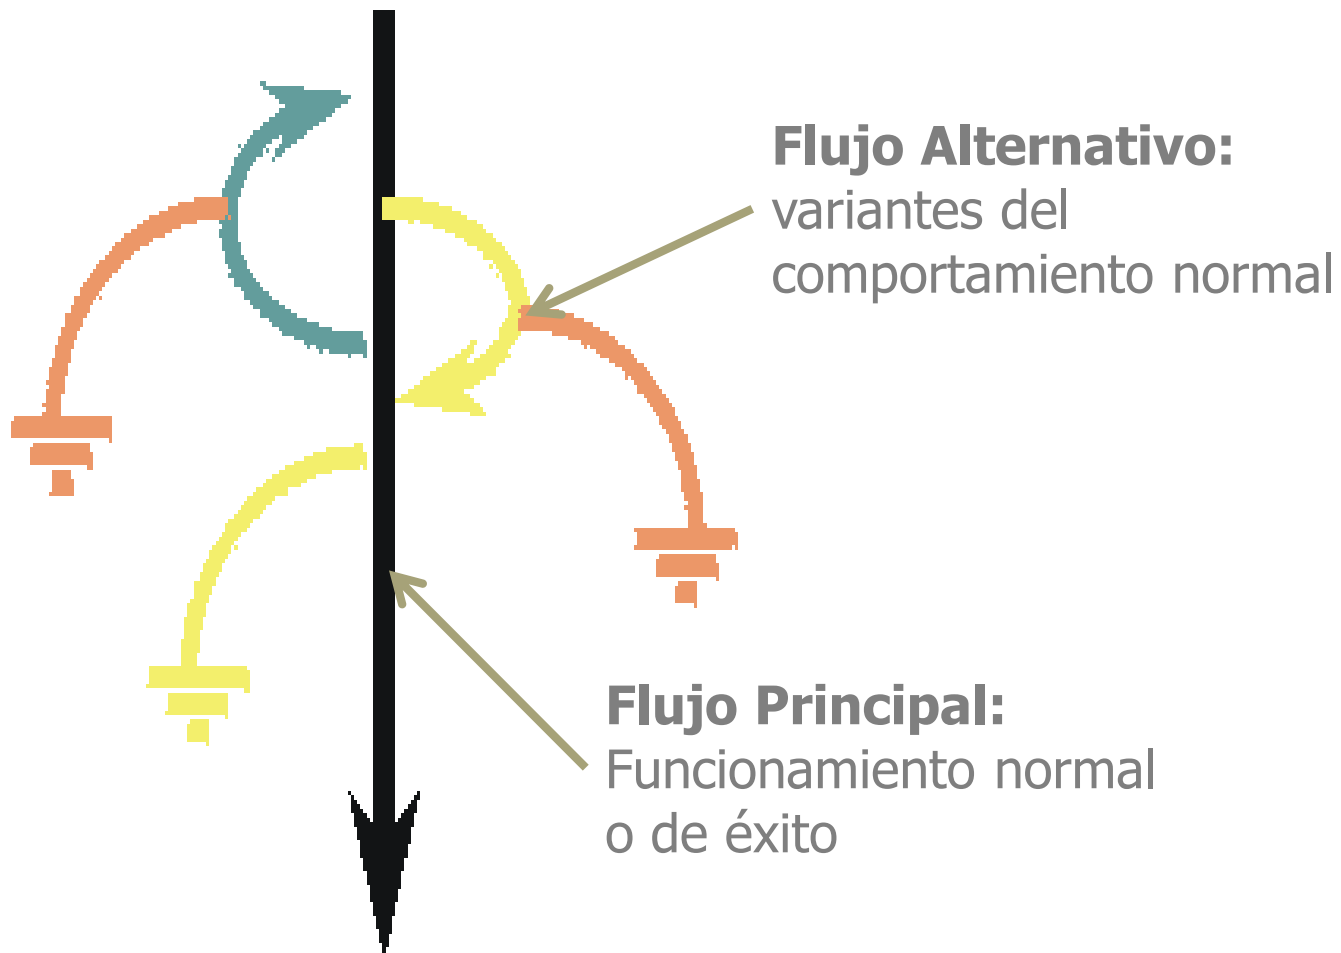 Flujo Alternativo:
variantes del
comportamiento normal
Flujo Principal:
Funcionamiento normal
o de éxito